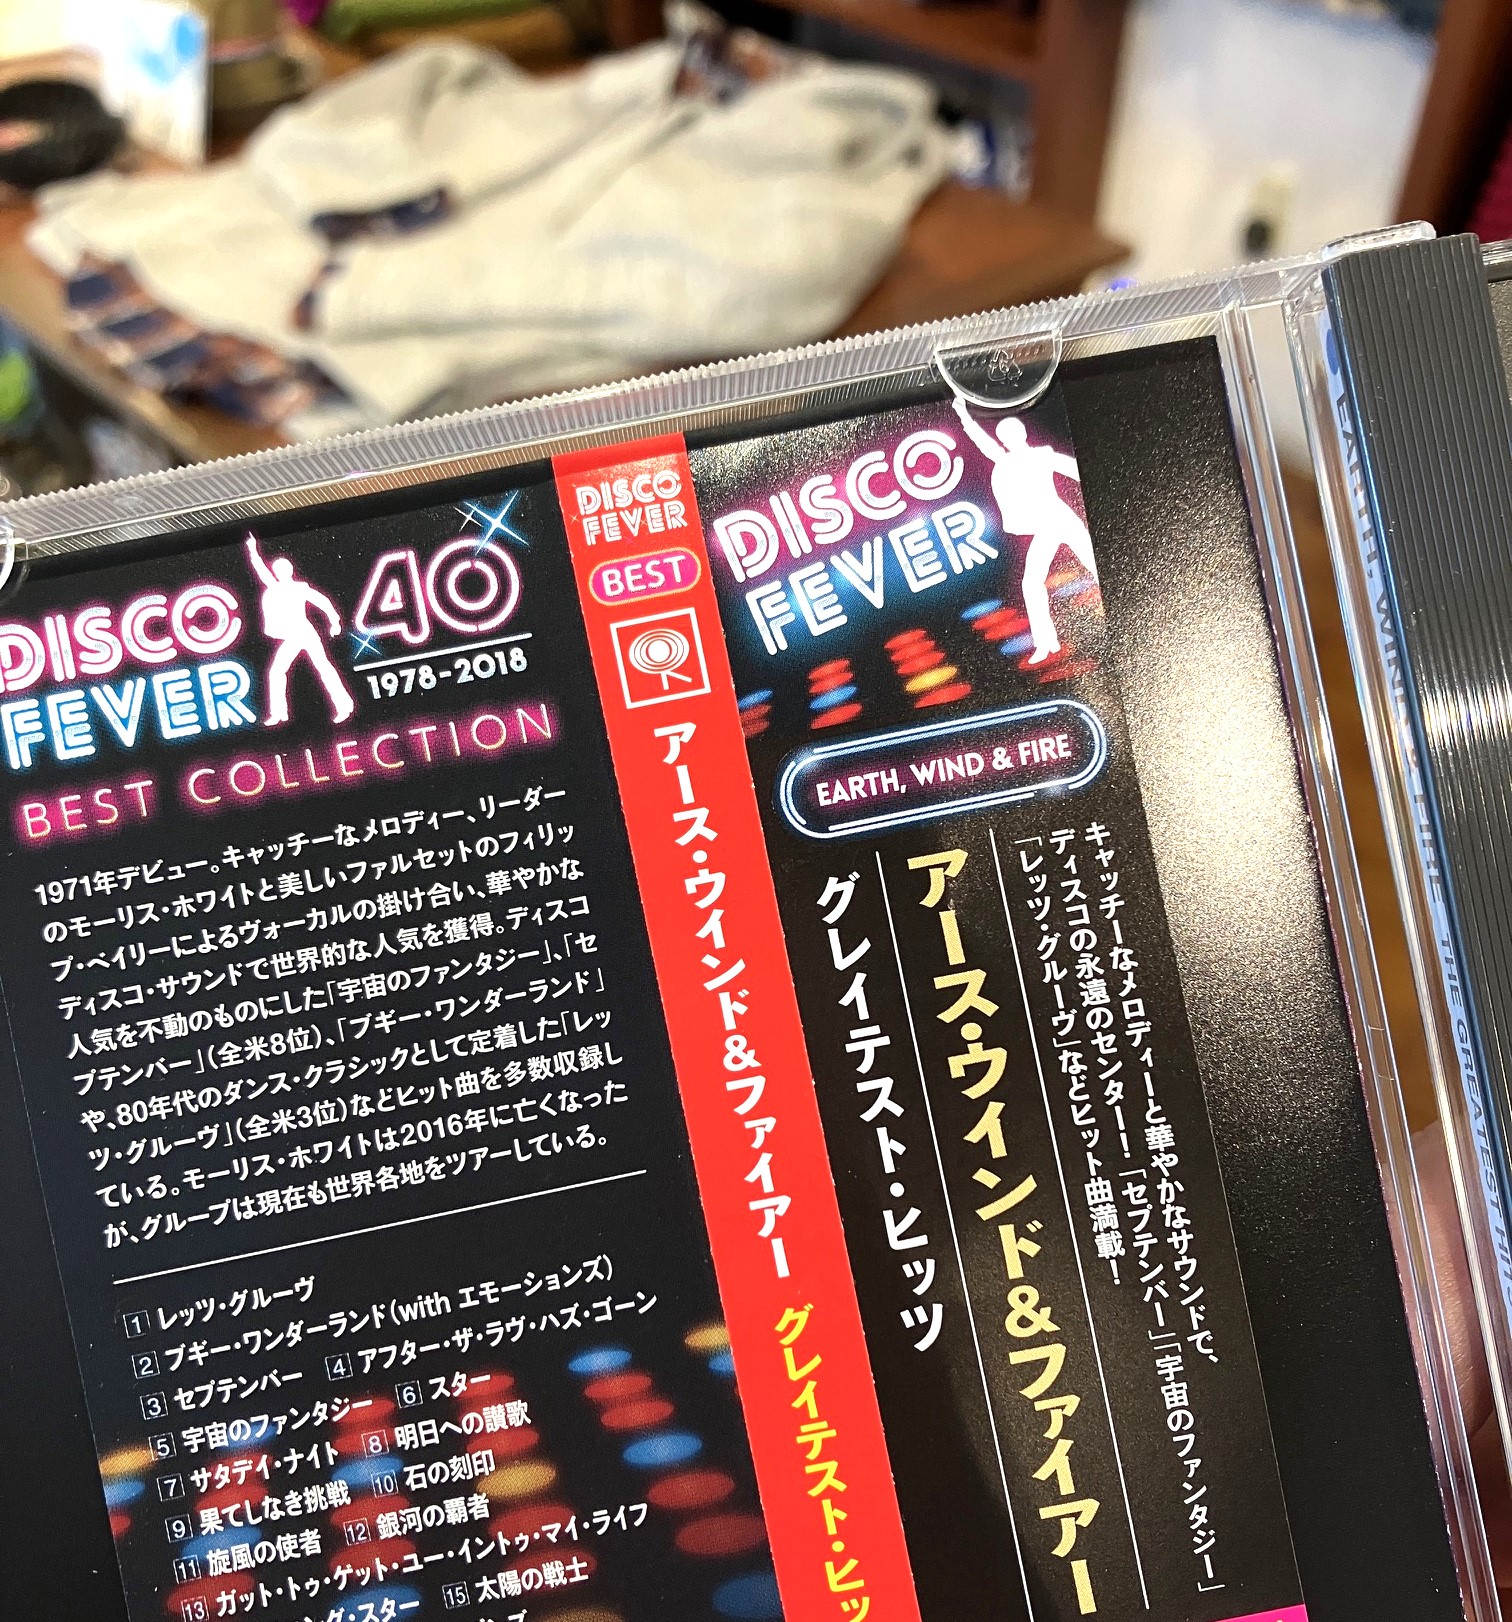 DISCO
FEVER
40
1978-2018
BEST COLLECTION
1971年デビュー。キャッチーなメロディー、リーダー
のモーリス・ホワイトと美しいファルセットのフィリッ
プ・ベイリーによるヴォーカルの掛け合い、華やかな
ディスコ・サウンドで世界的な人気を獲得。ディスコ
人気を不動のものにした「宇宙のファンタジー」、「セ
プテンバー」(全米8位)、「ブギー・ワンダーランド」
や、80年代のダンス・クラシックとして定着した「レッ
ツ・グルーヴ」(全米3位)などヒット曲を多数収録し
ている。モーリス・ホワイトは2016年に亡くなった
が、グループは現在も世界各地をツアーしている。
1 レッツ・グルーヴ
2 ブギー・ワンダーランド(with エモーションズ)
3 セプテンバー 4 アフター・ザ・ラヴ・ハズ・ゴーン
5 宇宙のファンタジー 6 スター
7 サタデイ・ナイト 8 明日への讃歌
9 果てしなき挑戦 10 石の刻印
11 旋風の使者 12 銀河の覇者
13 ガット・トゥ・ゲット・ユー・イントゥ・マイ・ライフ
ング・スター 15 太陽の戦士
DISCO
FEVER
BEST
アース・ウインド&ファイアー グレイテスト・ヒッ
DISCO
FEVER
EARTH, WIND & FIRE
キャッチーなメロディーと華やかなサウンドで、
ディスコの永遠のセンター!「セプテンバー」「宇宙のファンタジー」
「レッツ・グルーヴ」などヒット曲満載!
アース・ウインド&ファイアー
グレイテスト・ヒッツ
EARTH, WIND & FIRE THE GREATEST HIT